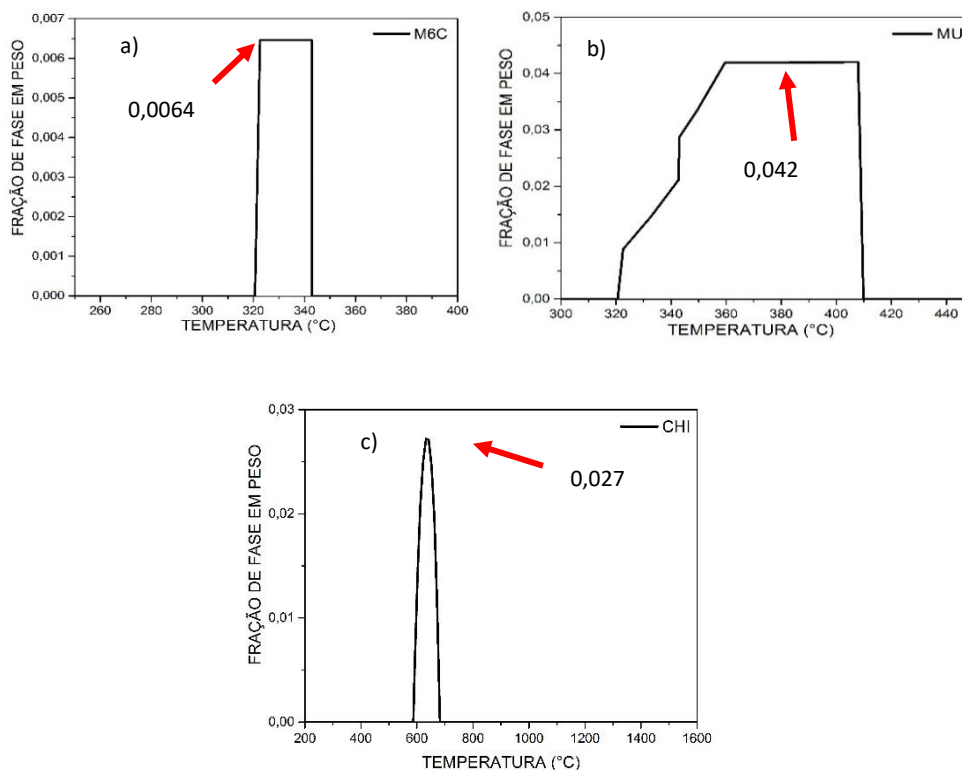 a)
M6C
0,0064
FRAÇÃO DE FASE EM PESO
0,007
0,006
0,005
0,004
0,003
0,002
0,001
0,000
260 280 300 320 340 360 380 400
TEMPERATURA (°C)
b)
MU
0,042
FRAÇÃO DE FASE EM PESO
0,05
0,04
0,03
0,02
0,01
0,00
300 320 340 360 380 400 420 440
TEMPERATURA (°C)
c)
CHI
0,027
FRAÇÃO DE FASE EM PESO
0,03
0,02
0,01
0,00
200 400 600 800 1000 1200 1400 1600
TEMPERATURA (°C)